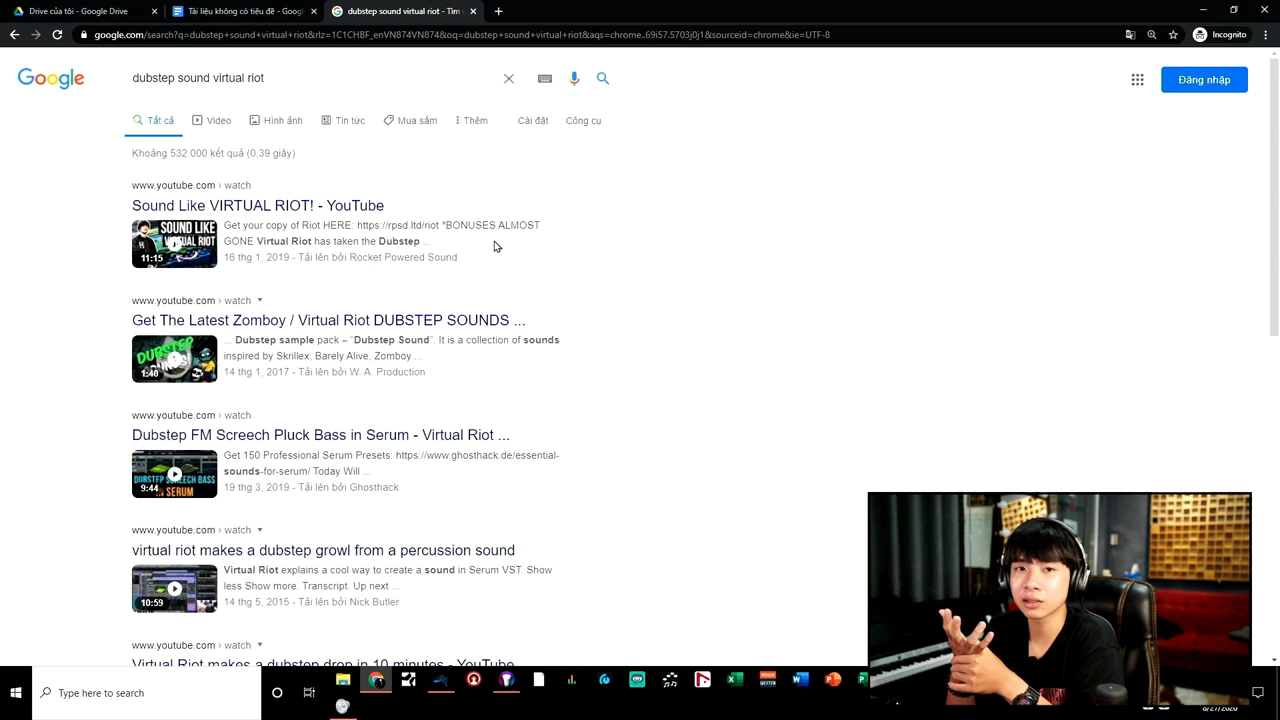 Drive của tôi - Google Drive
Tài liệu không có tiêu đề - Googl
dubstep sound virtual riot - Tìm v
google.com/search?q=dubstep+sound+virtual+riot&rlz=1C1CHBF_enVN874VN874&oq=dubstep+sound+virtual+riot&aqs=chrome..69i57.5703j0j1&sourceid=chrome&ie=UTF-8
Incognito
Google
dubstep sound virtual riot
Đăng nhập
Tất cả
Video
Hình ảnh
Tin tức
Mua sắm
Thêm
Cài đặt
Công cụ
Khoảng 532.000 kết quả (0,39 giây)
www.youtube.com › watch
Sound Like VIRTUAL RIOT! - YouTube
SOUND LIKE
VIRTUAL RIOT
11:15
Get your copy of Riot HERE: https://rpsd.ltd/riot *BONUSES ALMOST
GONE Virtual Riot has taken the Dubstep ...
16 thg 1, 2019 - Tải lên bởi Rocket Powered Sound
www.youtube.com › watch
Get The Latest Zomboy / Virtual Riot DUBSTEP SOUNDS ...
DUBSTEP
SOUNDS
1:40
... Dubstep sample pack – "Dubstep Sound". It is a collection of sounds
inspired by Skrillex, Barely Alive, Zomboy ...
14 thg 1, 2017 - Tải lên bởi W. A. Production
www.youtube.com › watch
Dubstep FM Screech Pluck Bass in Serum - Virtual Riot ...
DUBSTEP SCREECH BASS
IN SERUM
9:44
Get 150 Professional Serum Presets: https://www.ghosthack.de/essential-
sounds-for-serum/ Today Will ...
19 thg 3, 2019 - Tải lên bởi Ghosthack
www.youtube.com › watch
virtual riot makes a dubstep growl from a percussion sound
10:59
Virtual Riot explains a cool way to create a sound in Serum VST. Show
less Show more. Transcript. Up next ...
14 thg 5, 2015 - Tải lên bởi Nick Butler
www.youtube.com › watch
Virtual Riot makes a dubstep drop in 10 minutes - YouTube
Type here to search